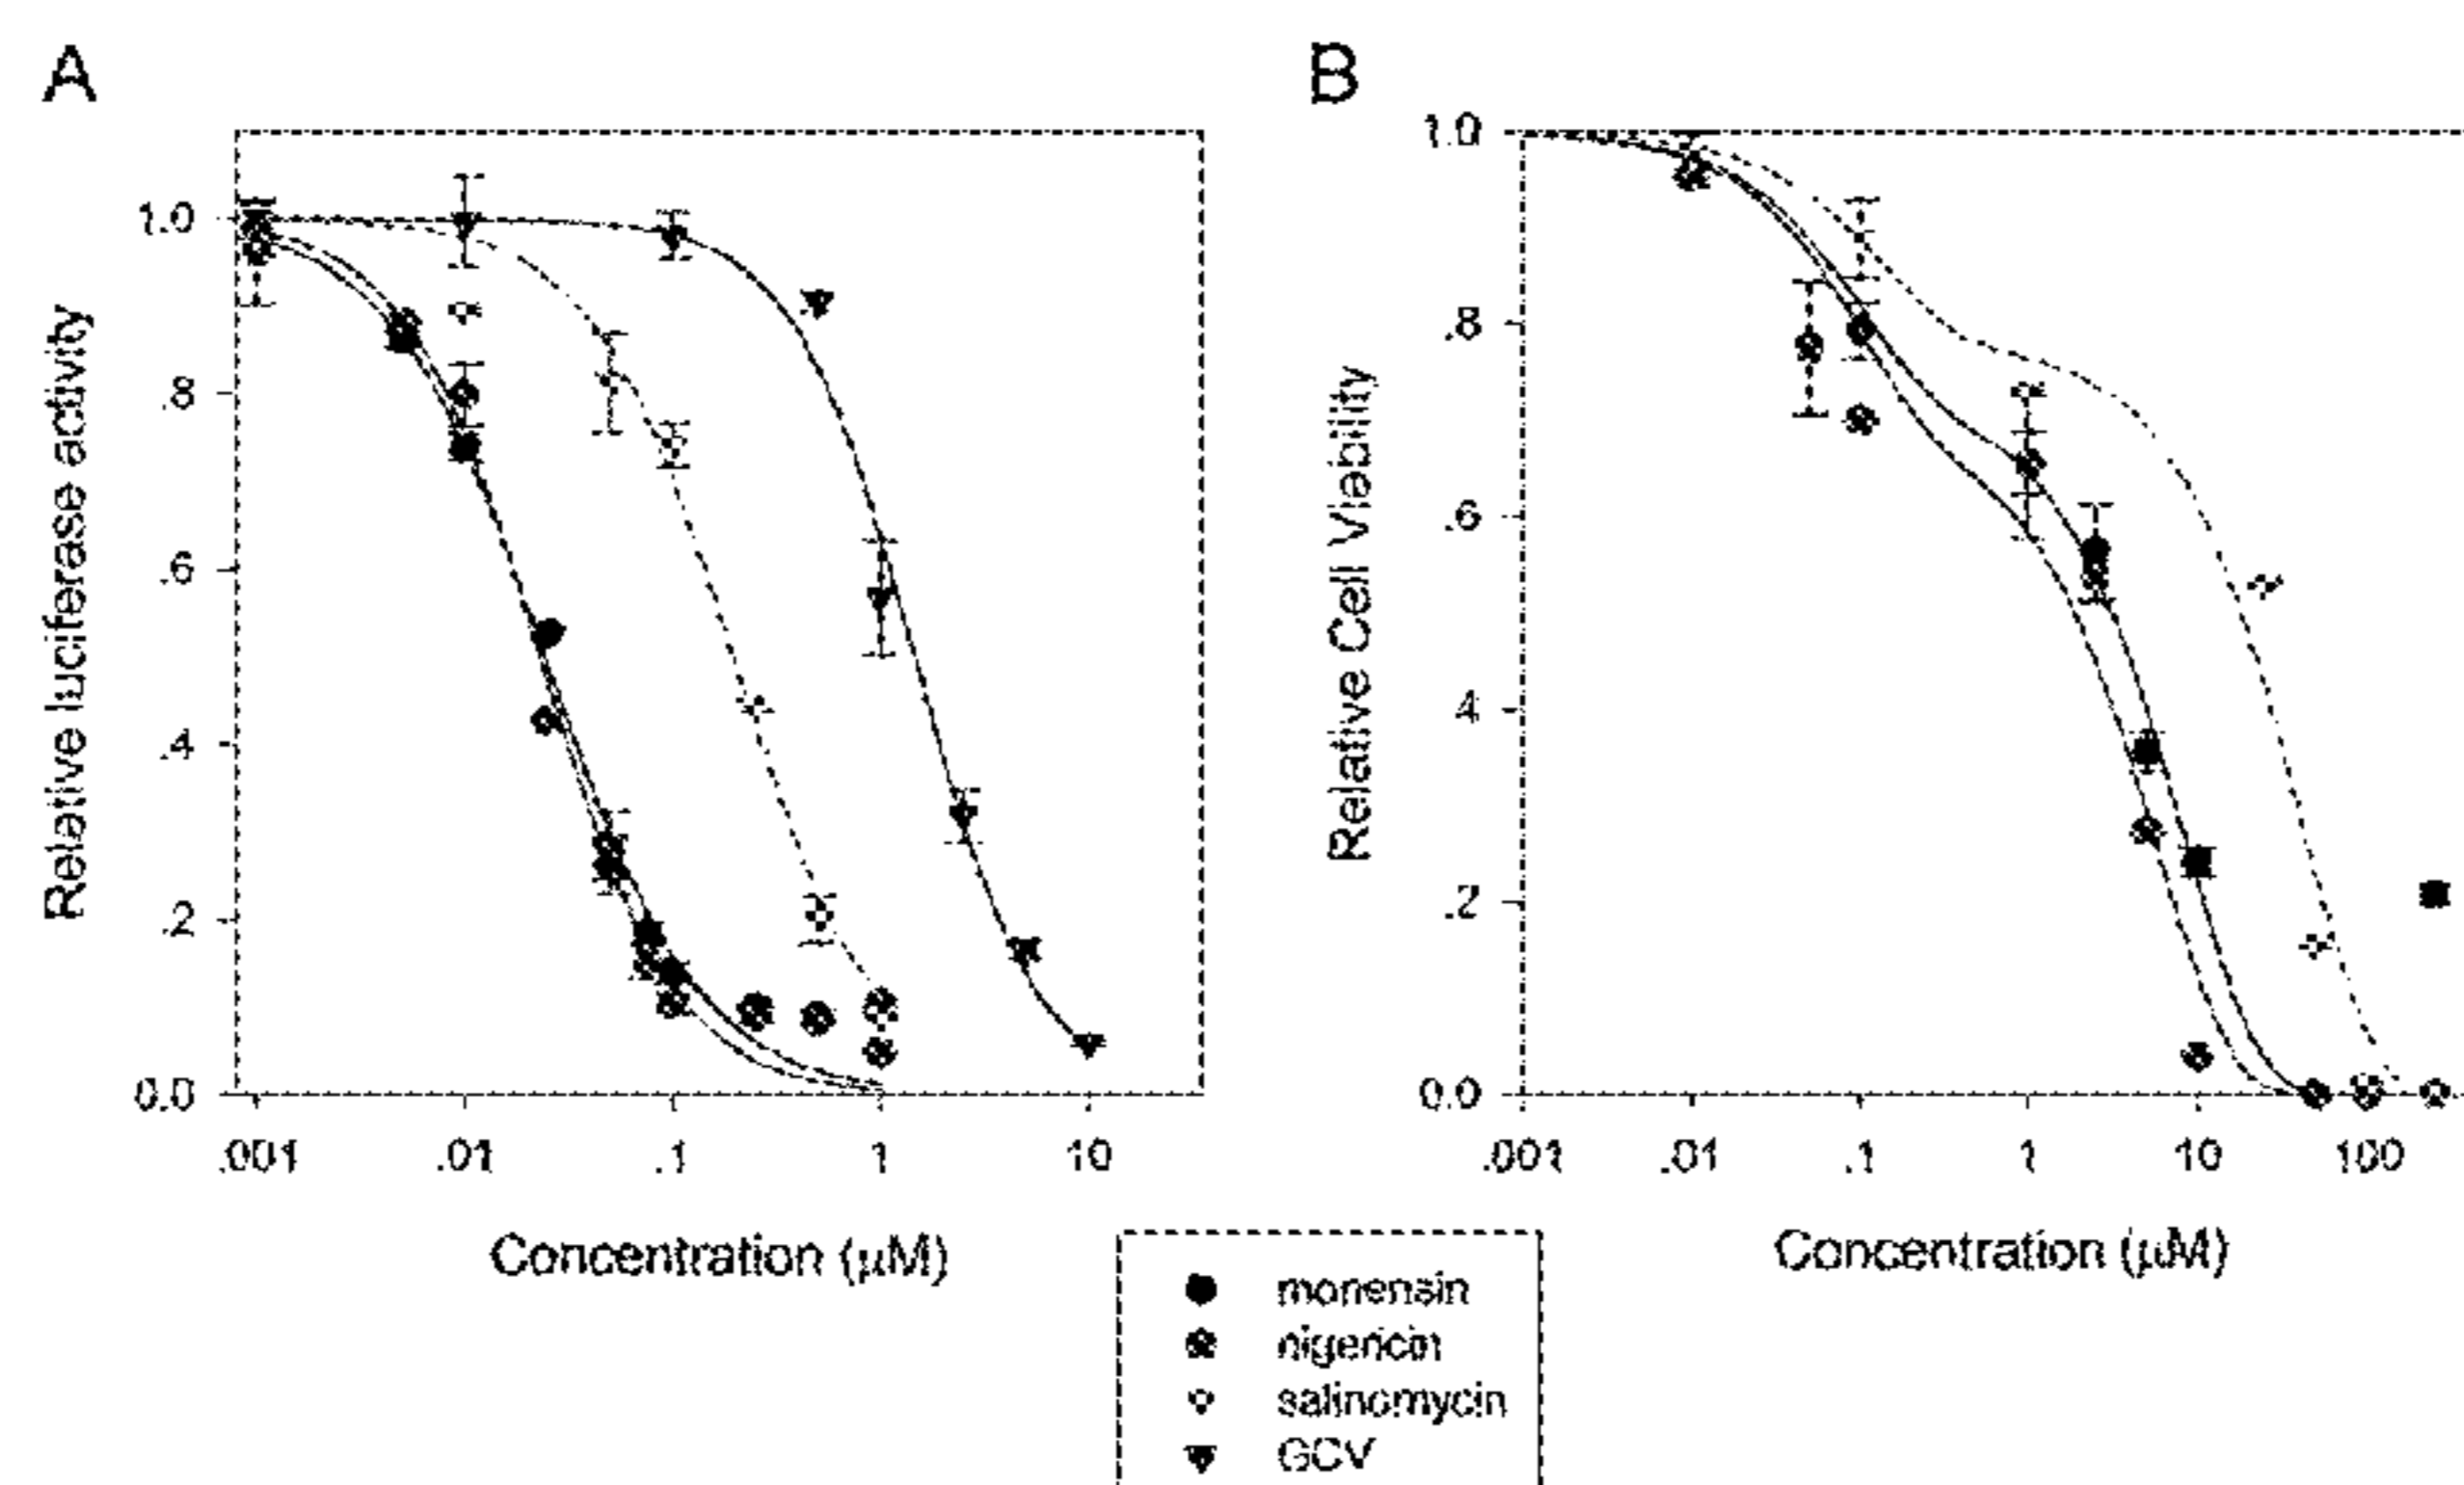 A
B
Relative luciferase activity
1.0
.8
.6
.4
.2
0.0
.001 .01 .1 1 10
Concentration (µM)
Relative Cell Viability
1.0
.8
.6
.4
.2
0.0
.001 .01 .1 1 10 100
Concentration (µM)
monensin
nigericin
salinomycin
GCV